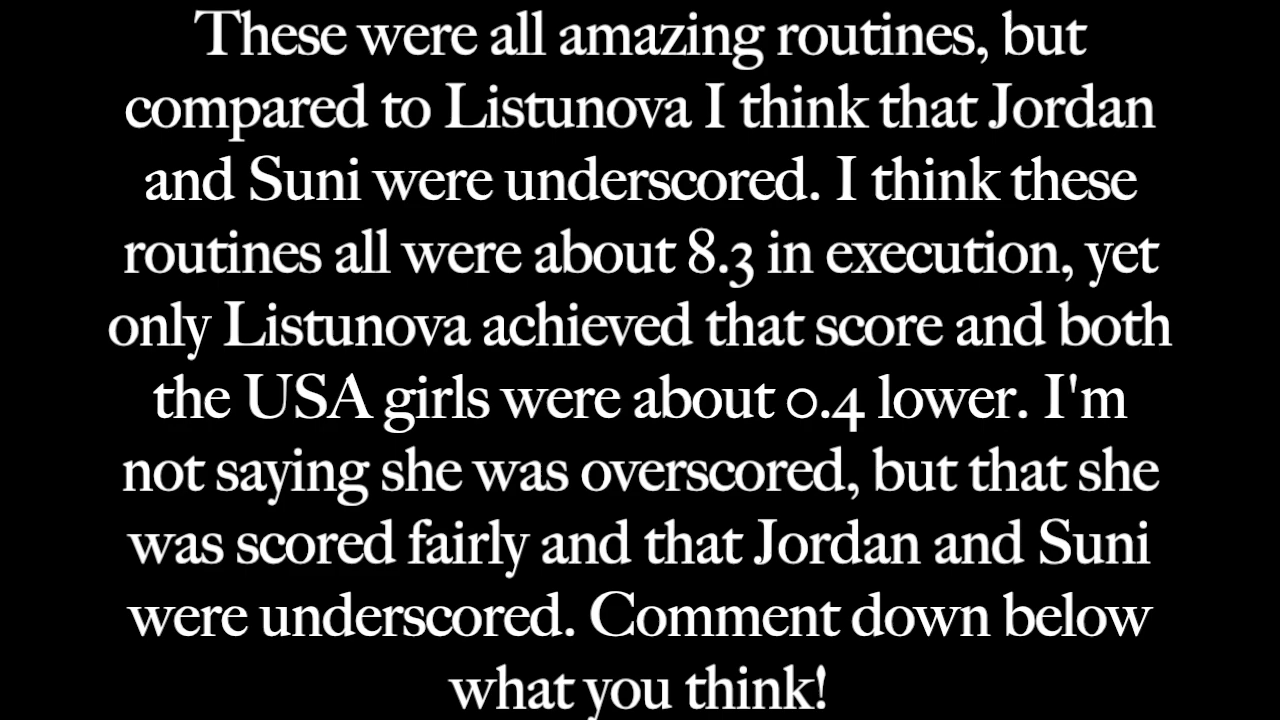 These were all amazing routines, but
compared to Listunova I think that Jordan
and Suni were underscored. I think these
routines all were about 8.3 in execution, yet
only Listunova achieved that score and both
the USA girls were about 0.4 lower. I'm
not saying she was overscored, but that she
was scored fairly and that Jordan and Suni
were underscored. Comment down below
what you think!